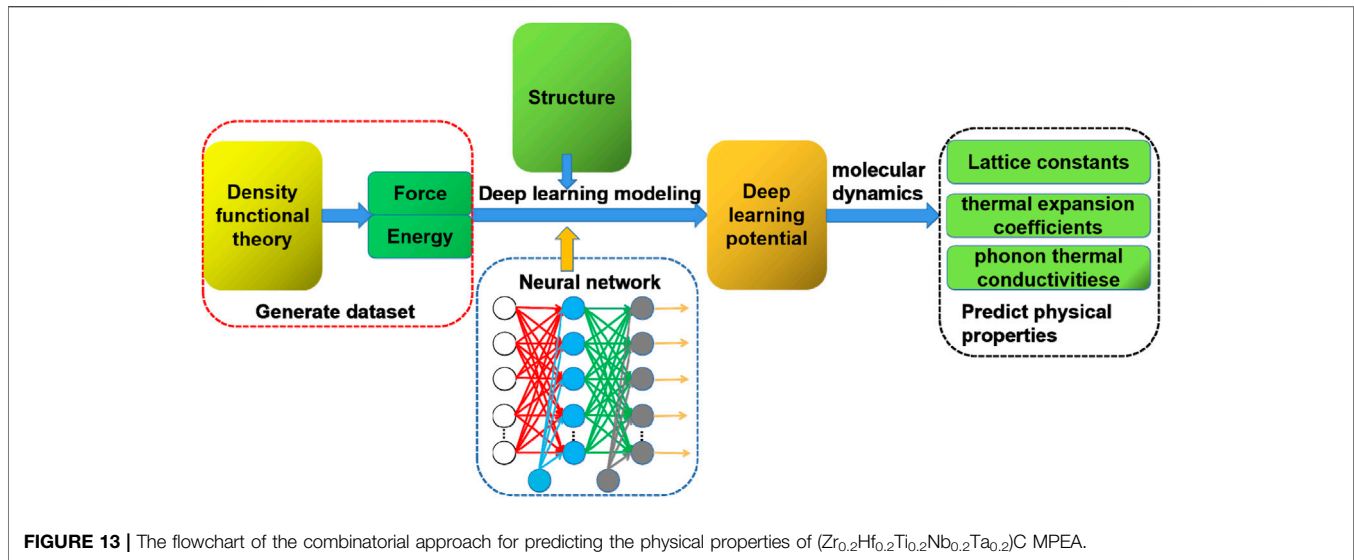 Structure
Density
functional
theory
Force
Energy
Generate dataset
Deep learning modeling
Neural network
Deep
learning
potential
molecular
dynamics
Lattice constants
thermal expansion
coefficients
phonon thermal
conductivitiese
Predict physical
properties
FIGURE 13 | The flowchart of the combinatorial approach for predicting the physical properties of (Zr0.2Hf0.2Ti0.2Nb0.2Ta0.2)C MPEA.